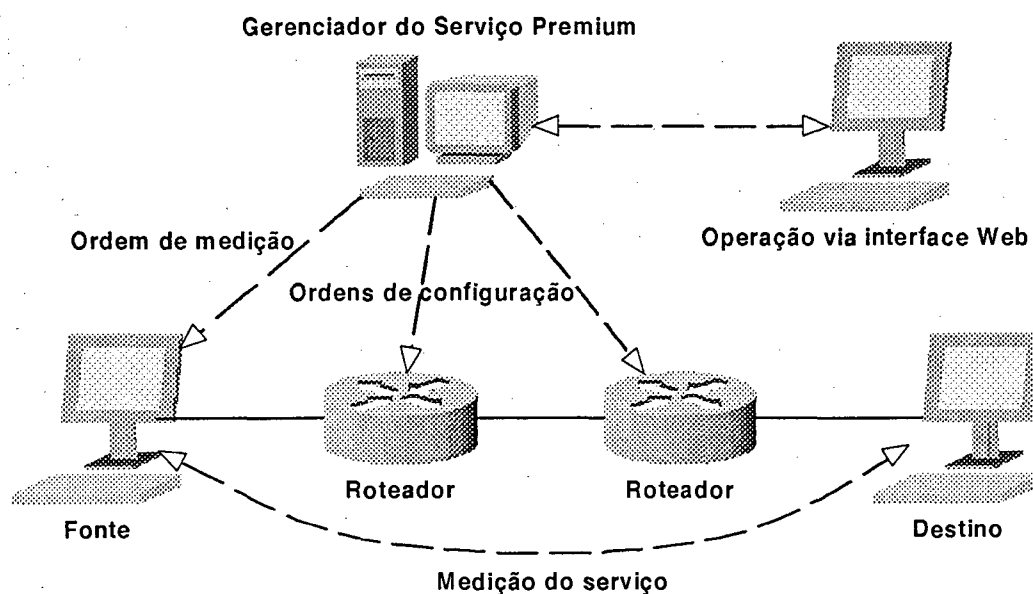 Gerenciador do Serviço Premium
Ordem de medição
Operação via interface Web
Ordens de configuração
Roteador
Roteador
Fonte
Destino
Medição do serviço